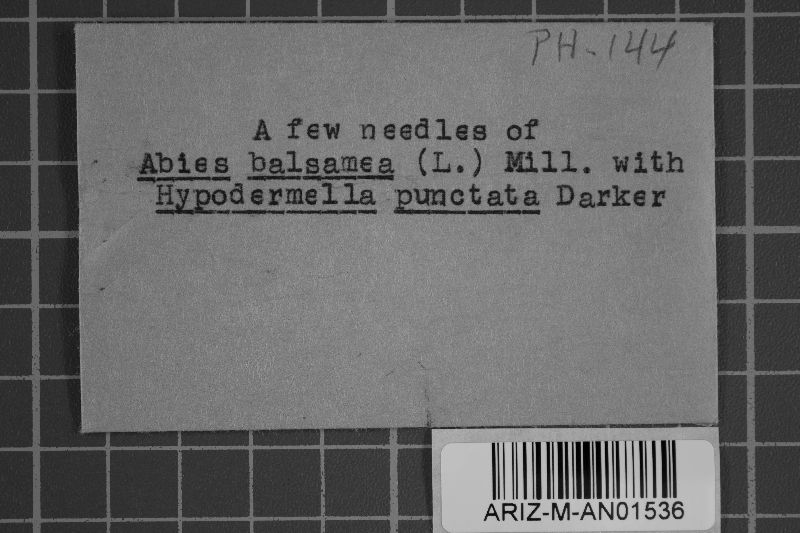 PH-144
A few needles of
Abies balsamea (L.) Mill. with
Hypodermella punctata Darker
ARIZ-M-AN01536